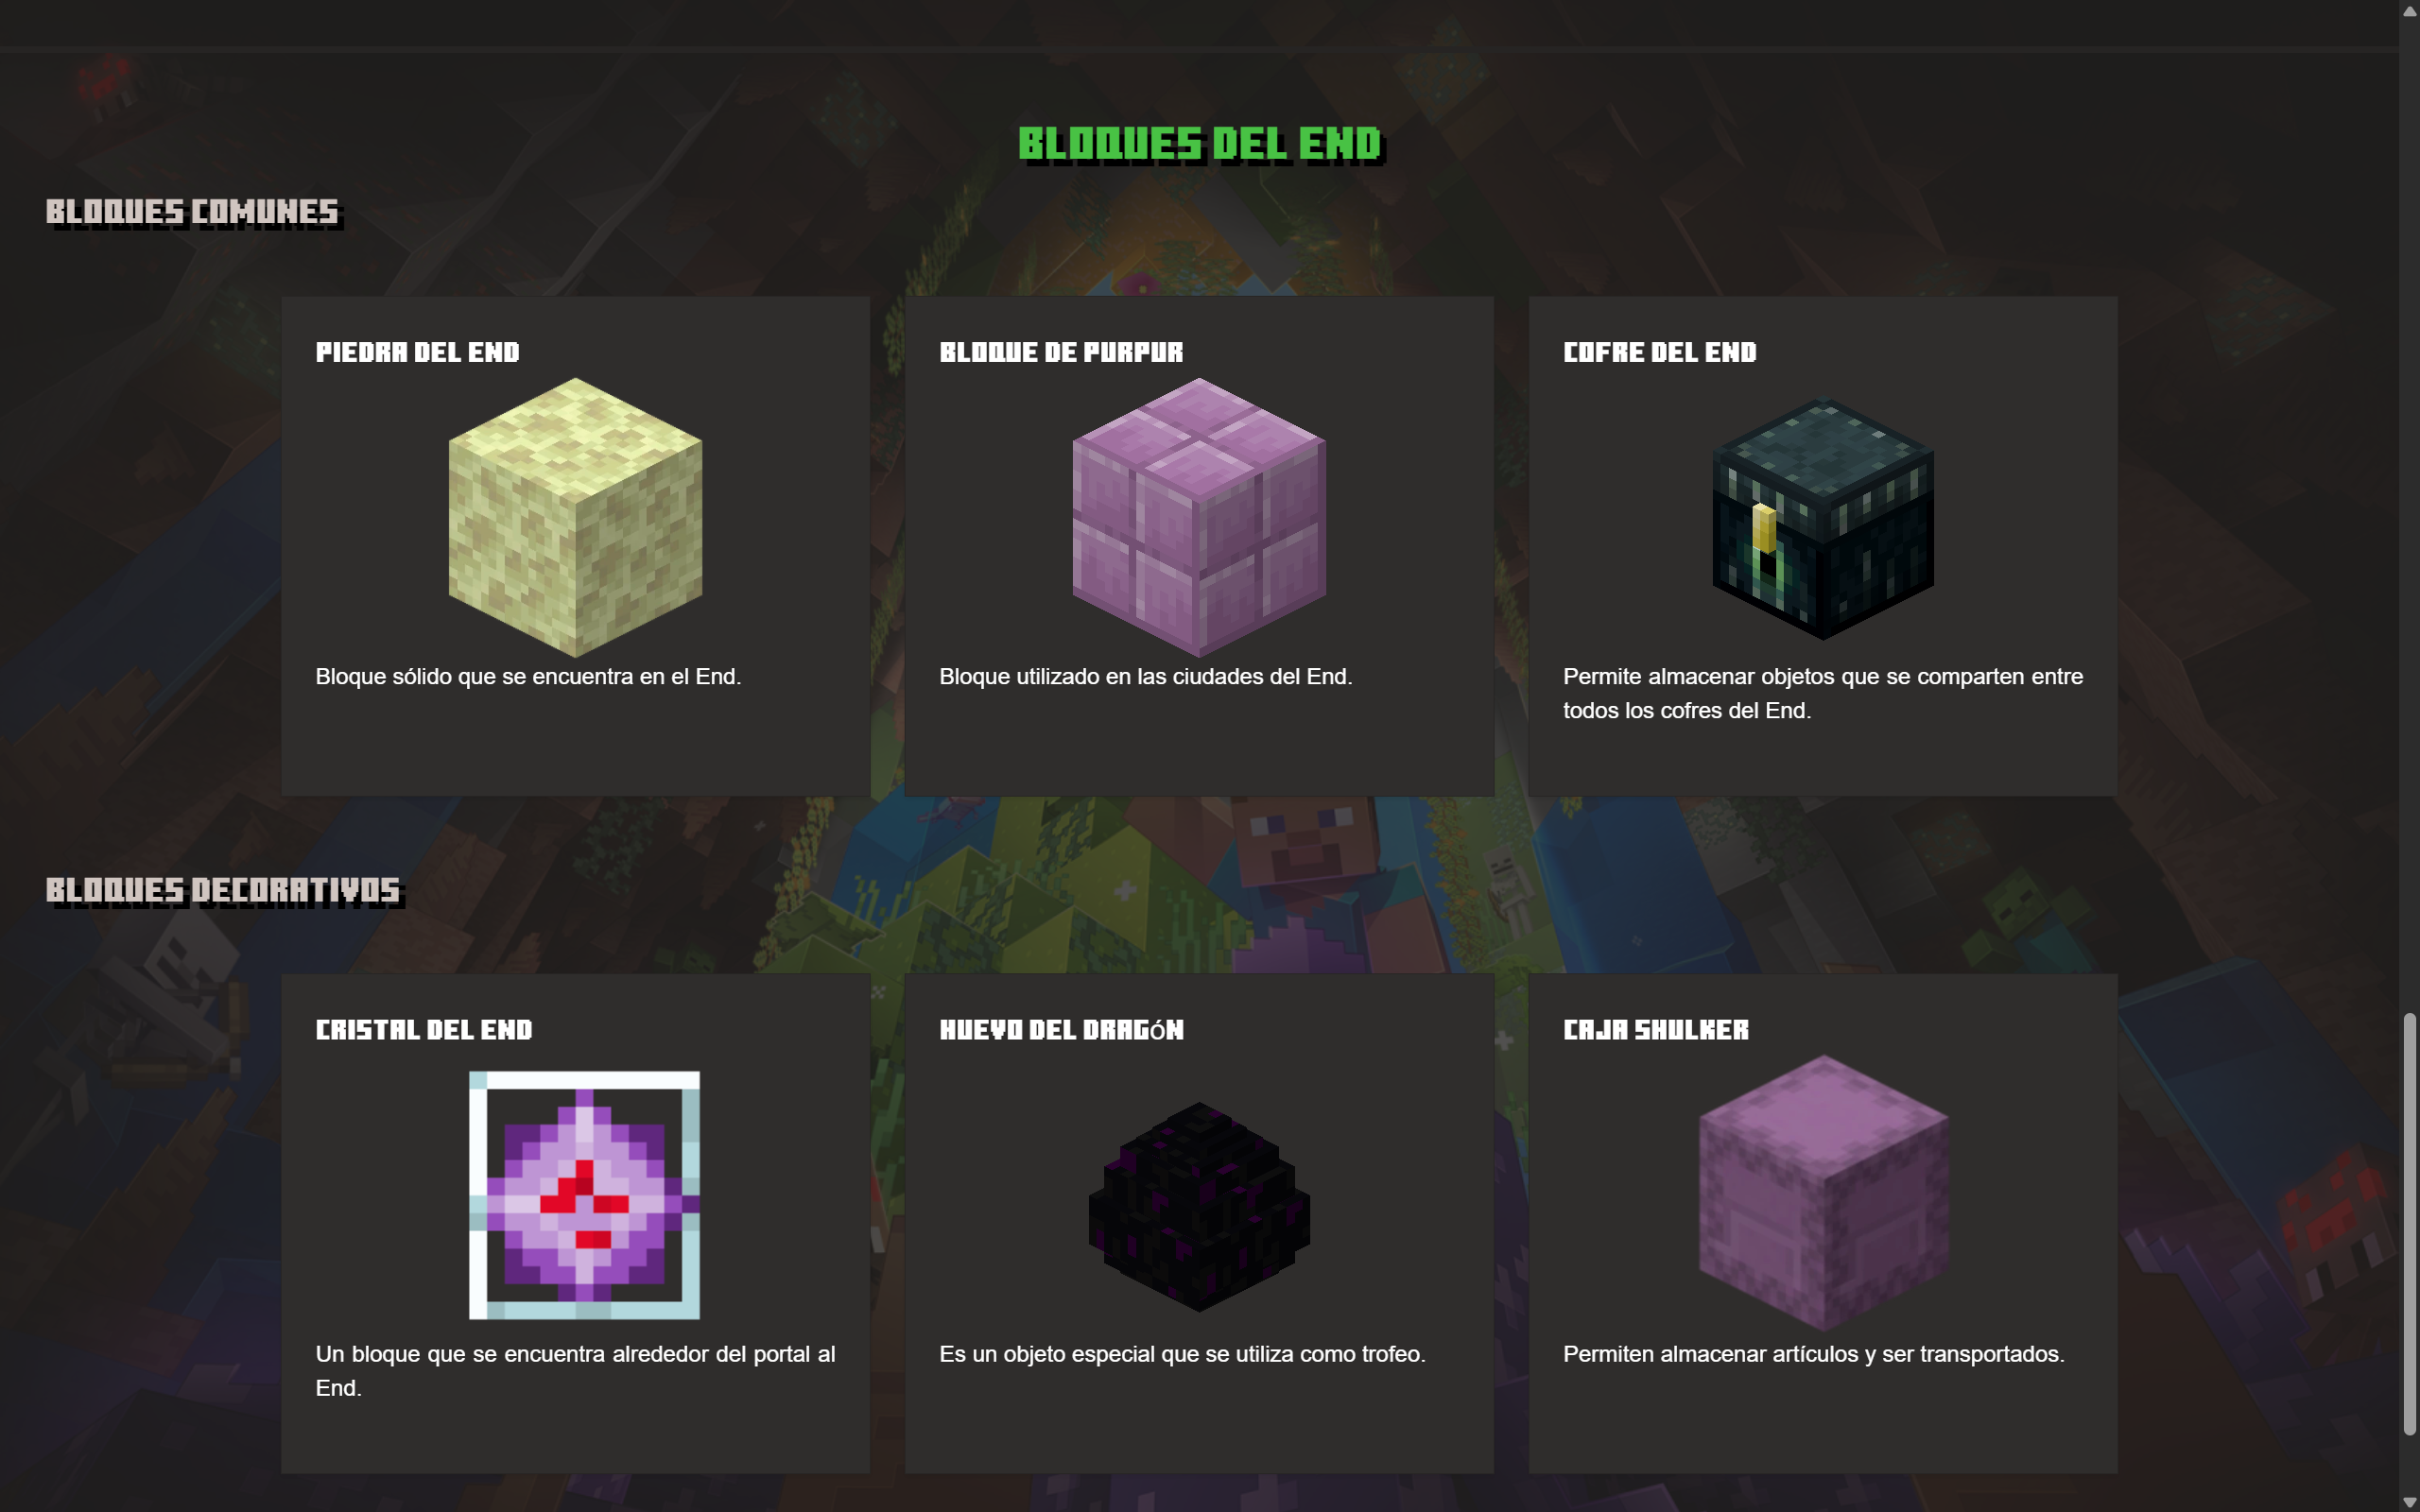 BLOQUES DEL END
BLOQUES COMUNES
PIEDRA DEL END
Bloque sólido que se encuentra en el End.
BLOQUE DE PURPUR
Bloque utilizado en las ciudades del End.
COFRE DEL END
Permite almacenar objetos que se comparten entre
todos los cofres del End.
BLOQUES DECORATIVOS
CRISTAL DEL END
Un bloque que se encuentra alrededor del portal al
End.
HUEVO DEL DRAGóN
Es un objeto especial que se utiliza como trofeo.
CAJA SHULKER
Permiten almacenar artículos y ser transportados.